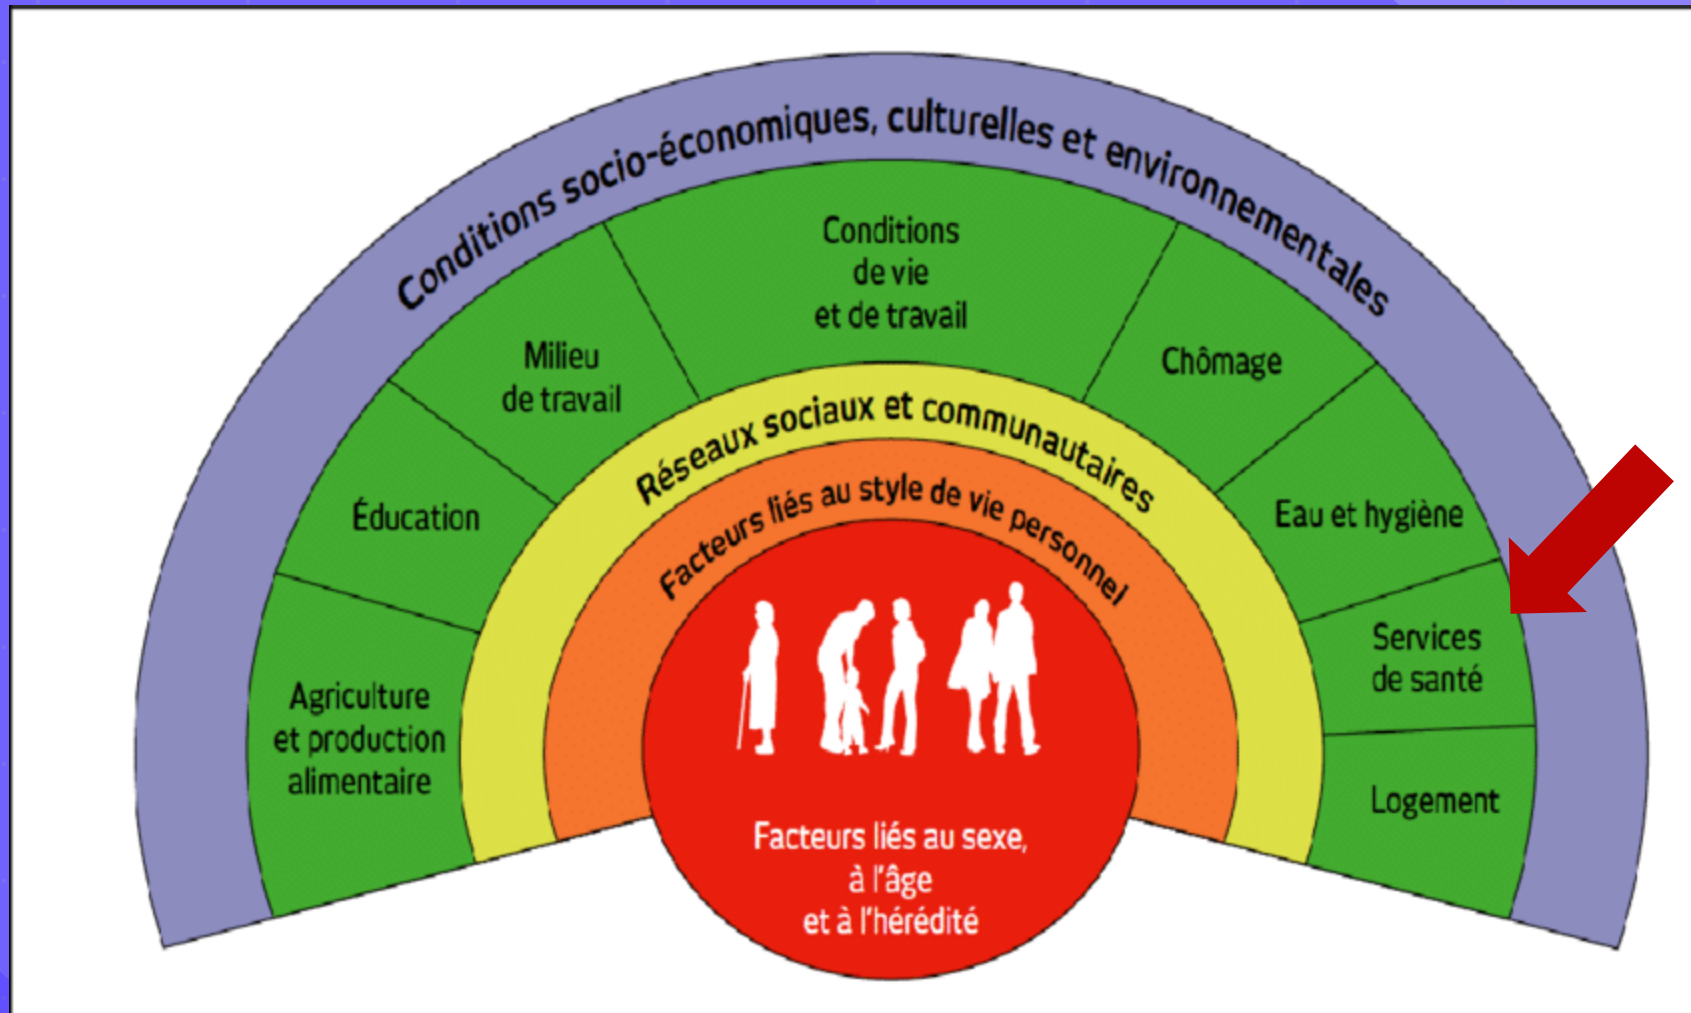 Conditions socio-économiques, culturelles et environnementales
Conditions
de vie
et de travail
Milieu
de travail
Chômage
Éducation
Eau et hygiène
Agriculture
et production
alimentaire
Services
de santé
Logement
Réseaux sociaux et communautaires
Facteurs liés au style de vie personnel
Facteurs liés au sexe,
à l'âge
et à l'hérédité